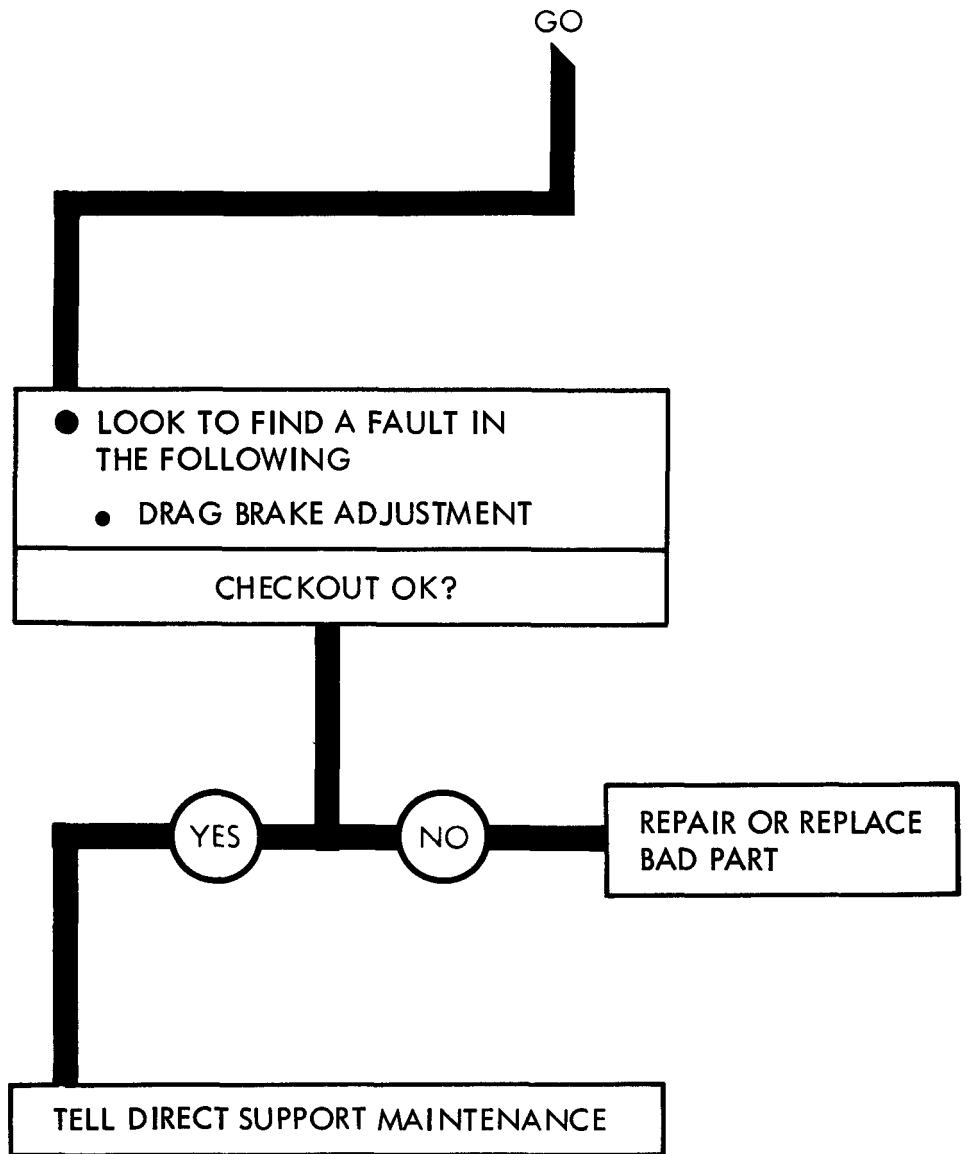 GO
● LOOK TO FIND A FAULT IN
THE FOLLOWING
● DRAG BRAKE ADJUSTMENT
CHECKOUT OK?
YES
NO
REPAIR OR REPLACE
BAD PART
TELL DIRECT SUPPORT MAINTENANCE